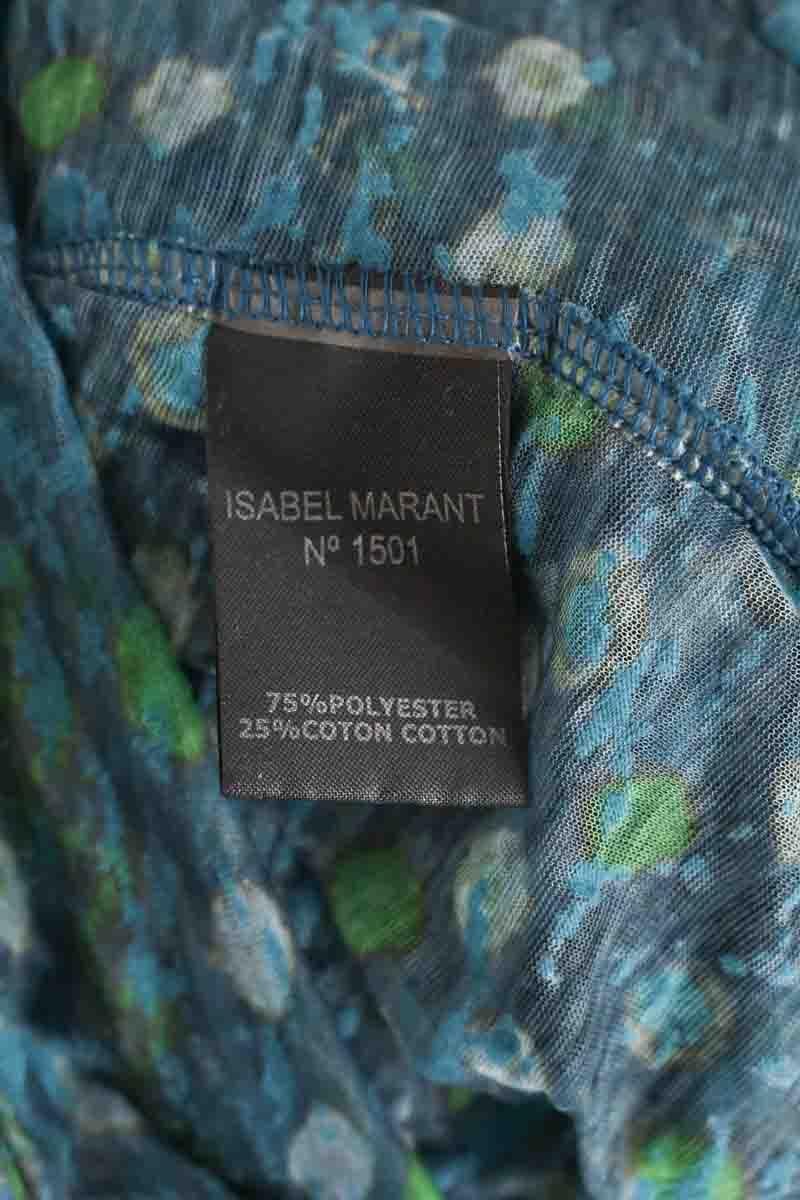 ISABEL MARANT
Nº 1501
75%POLYESTER
25%COTON COTTON